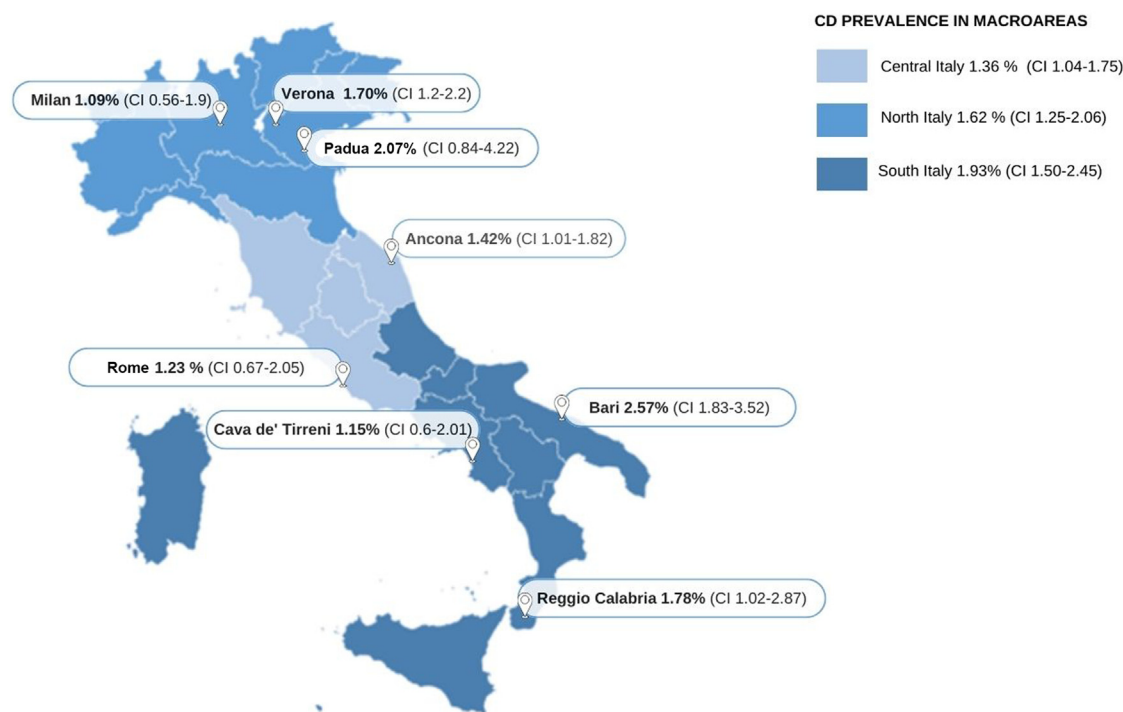 CD PREVALENCE IN MACROAREAS
Central Italy 1.36 % (CI 1.04-1.75)
North Italy 1.62 % (CI 1.25-2.06)
South Italy 1.93% (CI 1.50-2.45)
Milan 1.09% (CI 0.56-1.9)
Verona 1.70% (CI 1.2-2.2)
Padua 2.07% (CI 0.84-4.22)
Ancona 1.42% (CI 1.01-1.82)
Rome 1.23 % (CI 0.67-2.05)
Bari 2.57% (CI 1.83-3.52)
Cava de' Tirreni 1.15% (CI 0.6-2.01)
Reggio Calabria 1.78% (CI 1.02-2.87)